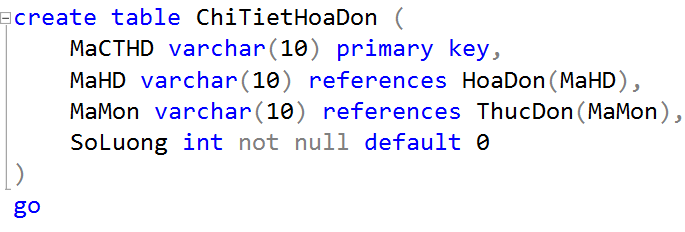 create table ChiTietHoaDon (
    MaCTHD varchar(10) primary key,
    MaHD varchar(10) references HoaDon(MaHD),
    MaMon varchar(10) references ThucDon(MaMon),
    SoLuong int not null default 0
)
go